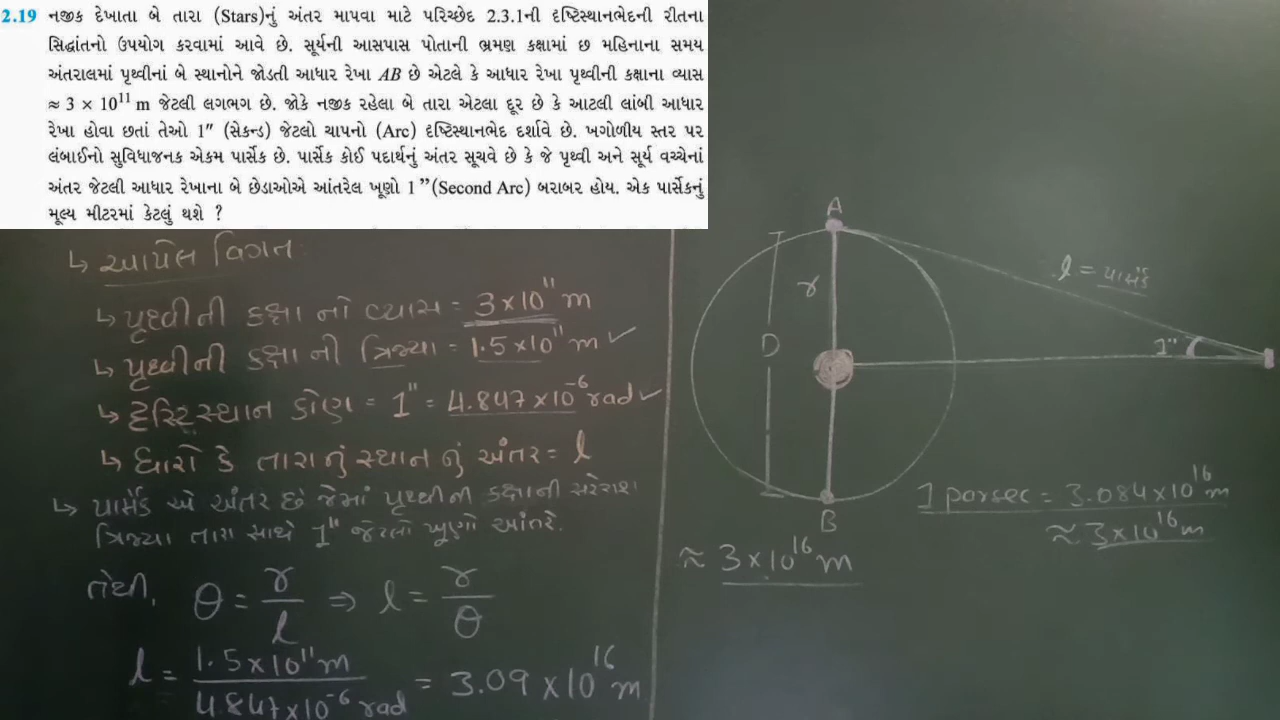 2.19 નજીક દેખાતા બે તારા (Stars)નું અંતર માપવા માટે પરિચ્છેદ 2.3.1ની દૃષ્ટિસ્થાનભેદની રીતના
સિદ્ધાંતનો ઉપયોગ કરવામાં આવે છે. સૂર્યની આસપાસ પોતાની ભ્રમણ કક્ષામાં છ મહિનાના સમય
અંતરાલમાં પૃથ્વીનાં બે સ્થાનોને જોડતી આધાર રેખા AB છે એટલે કે આધાર રેખા પૃથ્વીની કક્ષાના વ્યાસ
≈ 3 × 10¹¹ m જેટલી લગભગ છે. જોકે નજીક રહેલા બે તારા એટલા દૂર છે કે આટલી લાંબી આધાર
રેખા હોવા છતાં તેઓ 1″ (સેકન્ડ) જેટલો ચાપનો (Arc) દૃષ્ટિસ્થાનભેદ દર્શાવે છે. ખગોળીય સ્તર પર
લંબાઈનો સુવિધાજનક એકમ પાર્સેક છે. પાર્સેક કોઈ પદાર્થનું અંતર સૂચવે છે કે જે પૃથ્વી અને સૂર્ય વચ્ચેનાં
અંતર જેટલી આધાર રેખાના બે છેડાઓએ આંતરેલ ખૂણો 1 ”(Second Arc) બરાબર હોય. એક પાર્સેકનું
મૂલ્ય મીટરમાં કેટલું થશે ?
↳ આપેલ વિગત:
↳ પૃથ્વીની કક્ષા નો વ્યાસ = 3×10¹¹ m
↳ પૃથ્વીની કક્ષા ની ત્રિજ્યા = 1.5×10¹¹ m ✓
↳ દૃષ્ટિસ્થાન કોણ = 1″ = 4.847×10⁻⁶ rad ✓
↳ ધારો કે તારાનું સ્થાન નું અંતર = l
↳ પાર્સેક એ અંતર છે જેમાં પૃથ્વીની કક્ષાની સરેરાશ
ત્રિજ્યા તારા સાથે 1″ જેટલો ખૂણો આંતરે.
તેથી, θ = r/l ⇒ l = r/θ
l = 1.5×10¹¹ m / 4.847×10⁻⁶ rad = 3.09×10¹⁶ m
≈ 3×10¹⁶ m
A
r
l = પાર્સેક
D
1″
B
1 parsec = 3.084×10¹⁶ m
≈ 3×10¹⁶ m